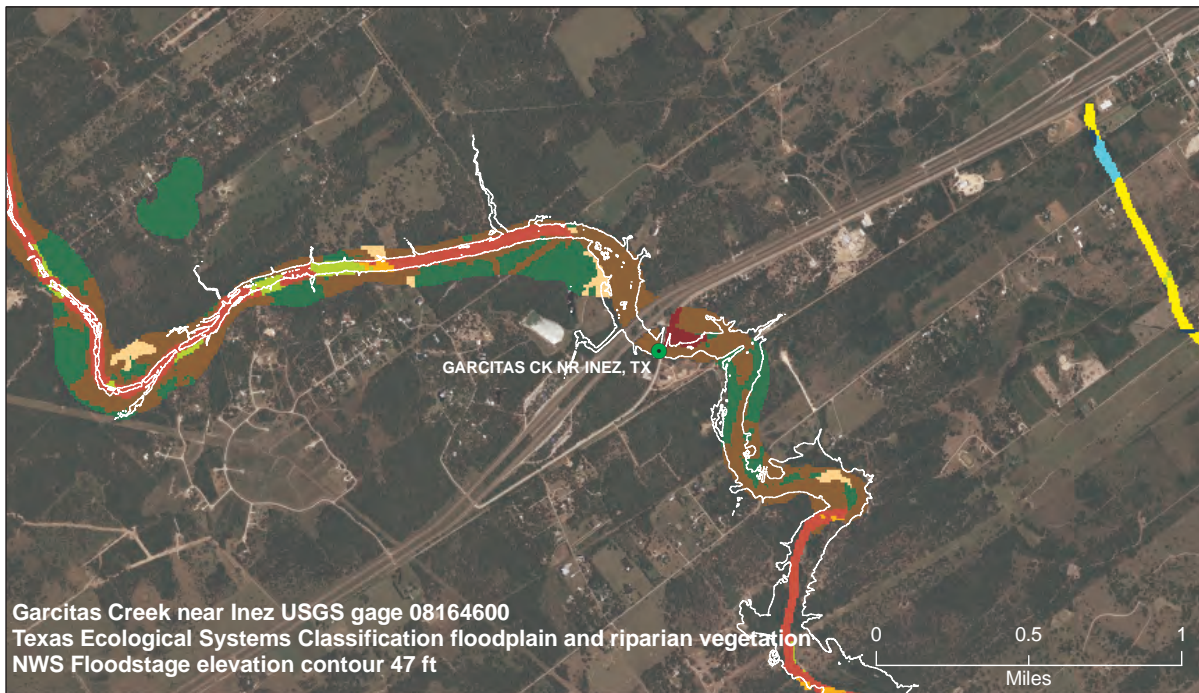 GARCITAS CK NR INEZ, TX
Garcitas Creek near Inez USGS gage 08164600
Texas Ecological Systems Classification floodplain and riparian vegetation
NWS Floodstage elevation contour 47 ft
0 0.5 1
Miles